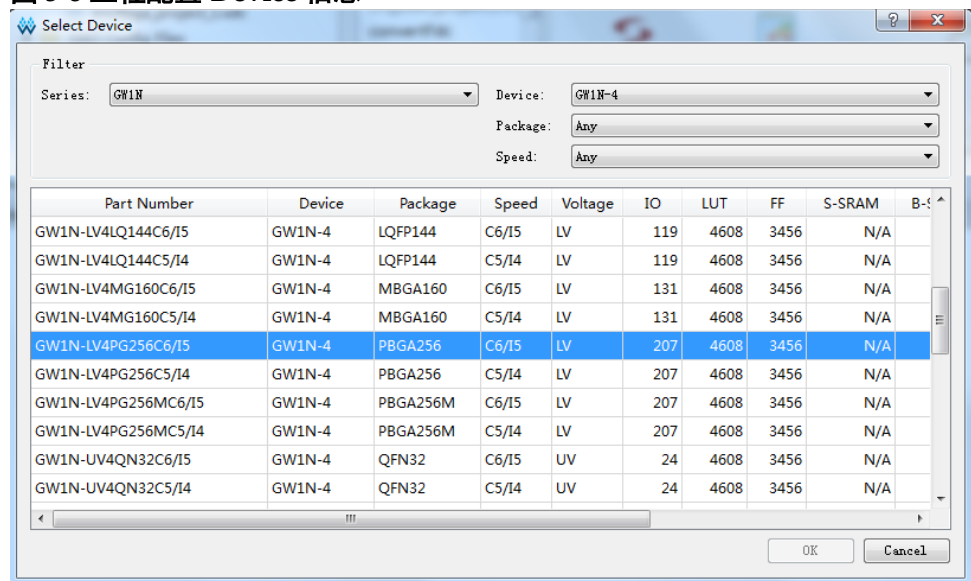 Select Device
Filter
Series: GW1N Device: GW1N-4
Package: Any
Speed: Any
Part Number Device Package Speed Voltage IO LUT FF S-SRAM
GW1N-LV4LQ144C6/I5 GW1N-4 LQFP144 C6/I5 LV 119 4608 3456 N/A
GW1N-LV4LQ144C5/I4 GW1N-4 LQFP144 C5/I4 LV 119 4608 3456 N/A
GW1N-LV4MG160C6/I5 GW1N-4 MBGA160 C6/I5 LV 131 4608 3456 N/A
GW1N-LV4MG160C5/I4 GW1N-4 MBGA160 C5/I4 LV 131 4608 3456 N/A
GW1N-LV4PG256C6/I5 GW1N-4 PBGA256 C6/I5 LV 207 4608 3456 N/A
GW1N-LV4PG256C5/I4 GW1N-4 PBGA256 C5/I4 LV 207 4608 3456 N/A
GW1N-LV4PG256MC6/I5 GW1N-4 PBGA256M C6/I5 LV 207 4608 3456 N/A
GW1N-LV4PG256MC5/I4 GW1N-4 PBGA256M C5/I4 LV 207 4608 3456 N/A
GW1N-UV4QN32C6/I5 GW1N-4 QFN32 C6/I5 UV 24 4608 3456 N/A
GW1N-UV4QN32C5/I4 GW1N-4 QFN32 C5/I4 UV 24 4608 3456 N/A
OK Cancel